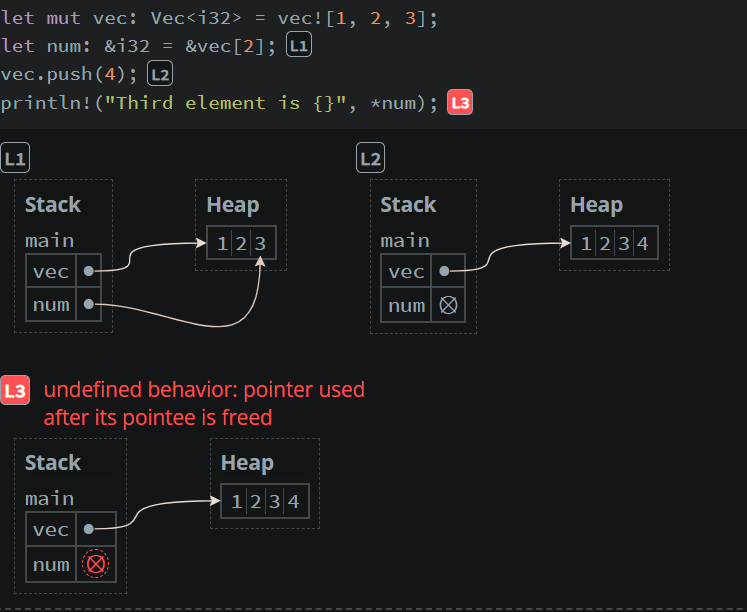 let mut vec: Vec<i32> = vec![1, 2, 3];
let num: &i32 = &vec[2]; L1
vec.push(4); L2
println!("Third element is {}", *num); L3
L1
L2
Stack
Heap
Stack
Heap
main
1 2 3
main
1 2 3 4
vec
vec
num
num
L3 undefined behavior: pointer used
after its pointee is freed
Stack
Heap
main
1 2 3 4
vec
num